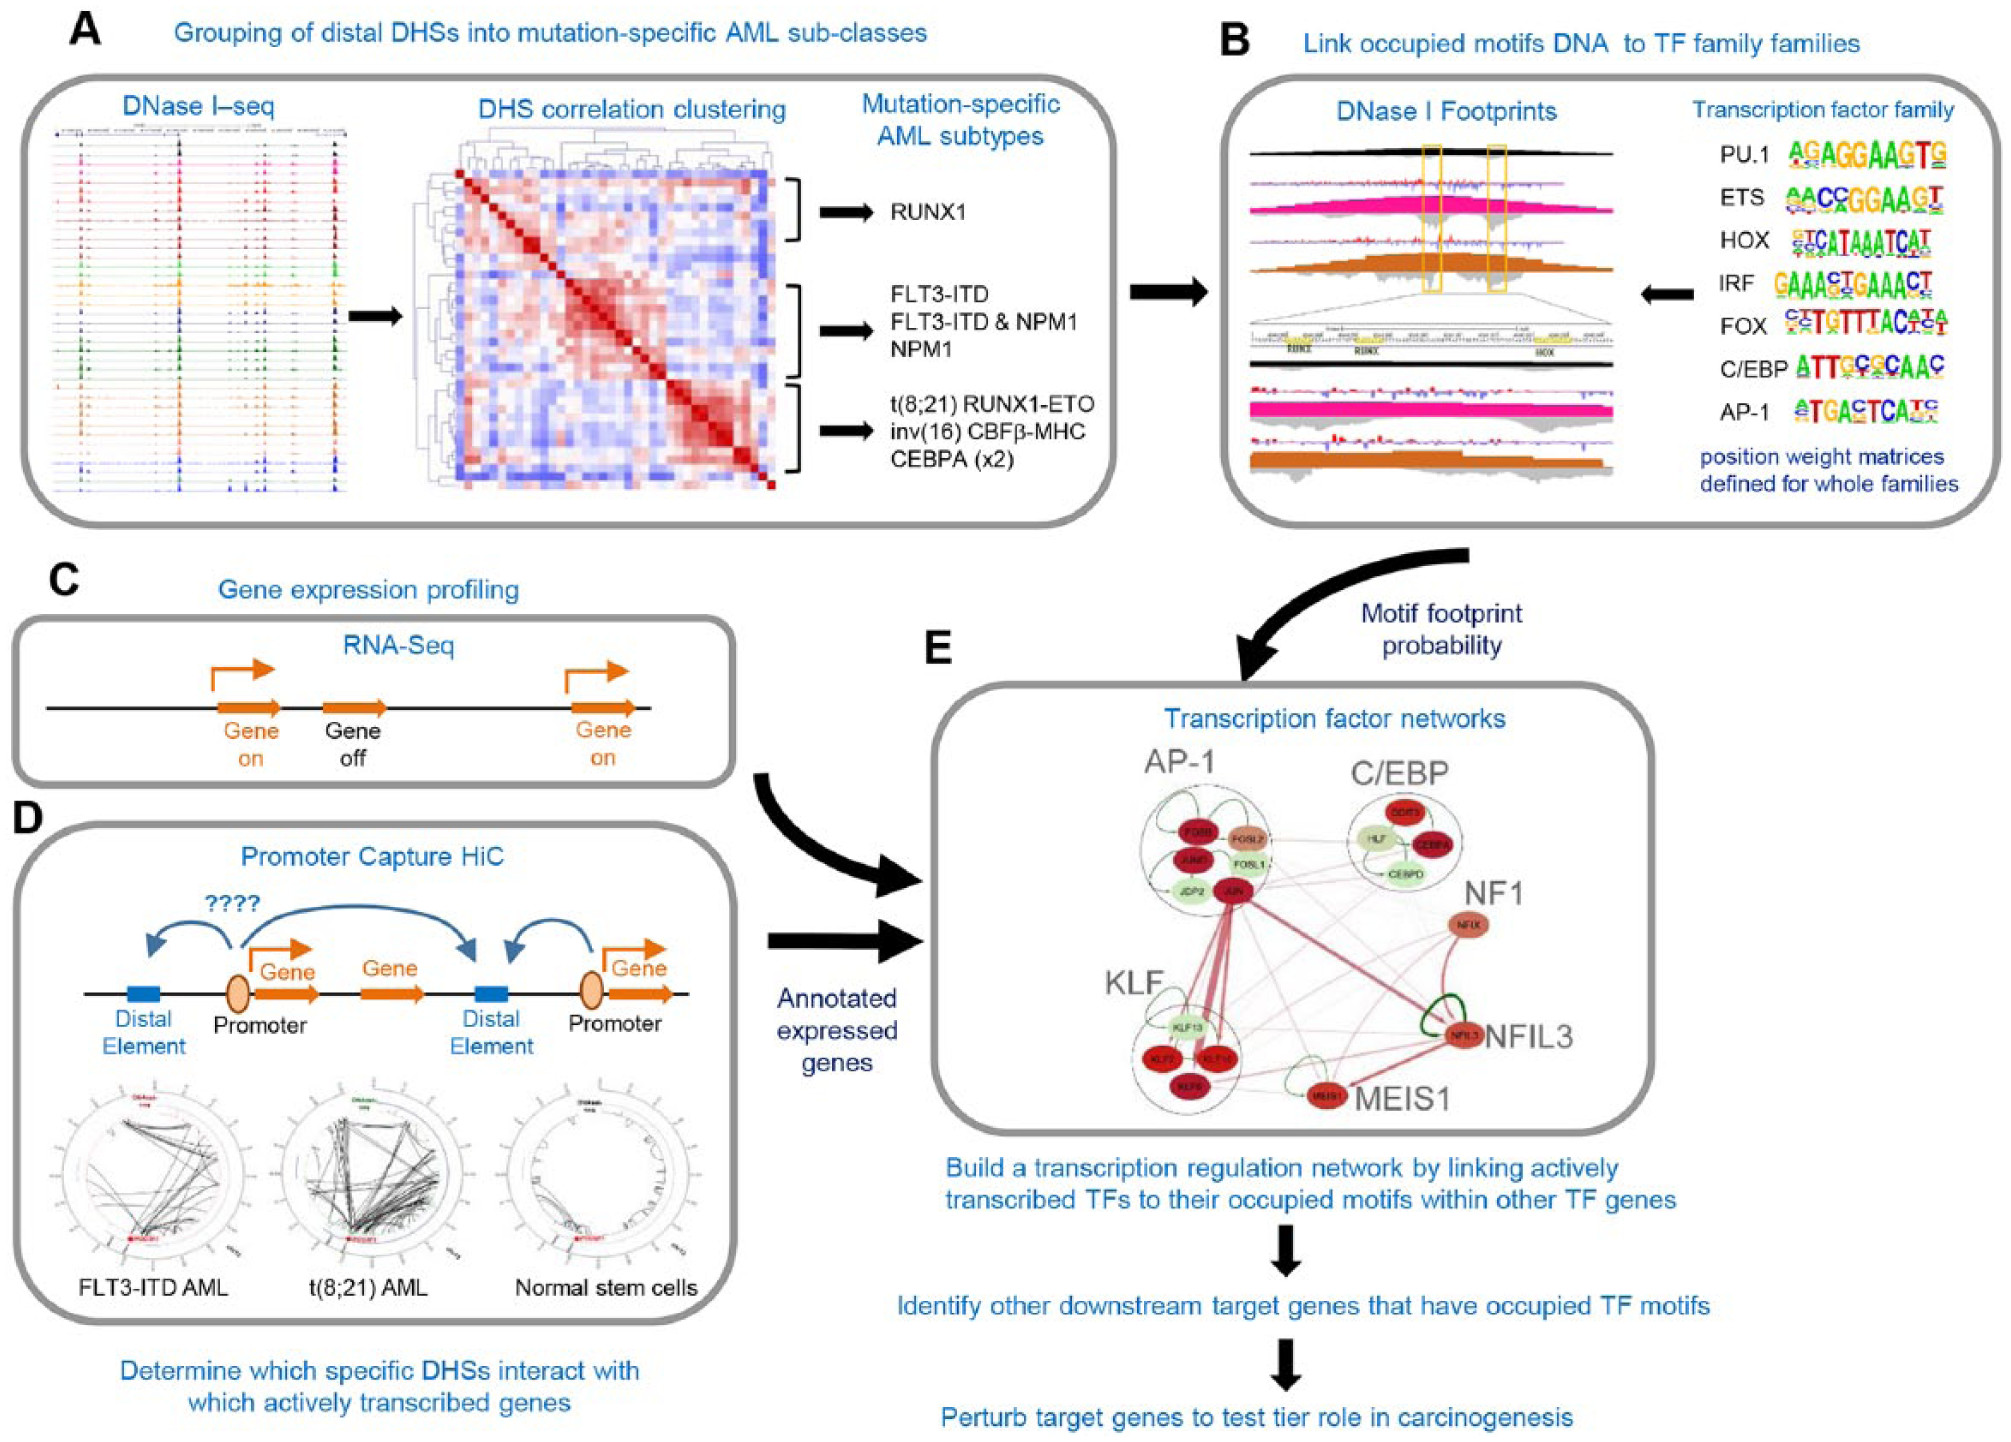 A
Grouping of distal DHSs into mutation-specific AML sub-classes
DNase I–seq
DHS correlation clustering
Mutation-specific
AML subtypes
RUNX1
FLT3-ITD
FLT3-ITD & NPM1
NPM1
t(8;21) RUNX1-ETO
inv(16) CBFβ-MHC
CEBPA (x2)
B
Link occupied motifs DNA to TF family families
DNase I Footprints
RUNX
RUNX
HOX
Transcription factor family
PU.1
ETS
HOX
IRF
FOX
C/EBP
AP-1
position weight matrices
defined for whole families
C
Gene expression profiling
RNA-Seq
Gene
on
Gene
off
Gene
on
D
Promoter Capture HiC
????
Gene
Gene
Gene
Distal
Element
Promoter
Distal
Element
Promoter
FLT3-ITD AML
t(8;21) AML
Normal stem cells
Determine which specific DHSs interact with
which actively transcribed genes
Motif footprint
probability
Annotated
expressed
genes
E
Transcription factor networks
AP-1
FOSB
FOSL2
JUND
FOSL1
JDP2
JUN
C/EBP
DDIT3
HLF
CEBPA
CEBPD
NF1
NFIX
KLF
KLF13
KLF2
KLF10
KLF6
NFIL3
NFIL3
MEIS1
MEIS1
Build a transcription regulation network by linking actively
transcribed TFs to their occupied motifs within other TF genes
Identify other downstream target genes that have occupied TF motifs
Perturb target genes to test tier role in carcinogenesis